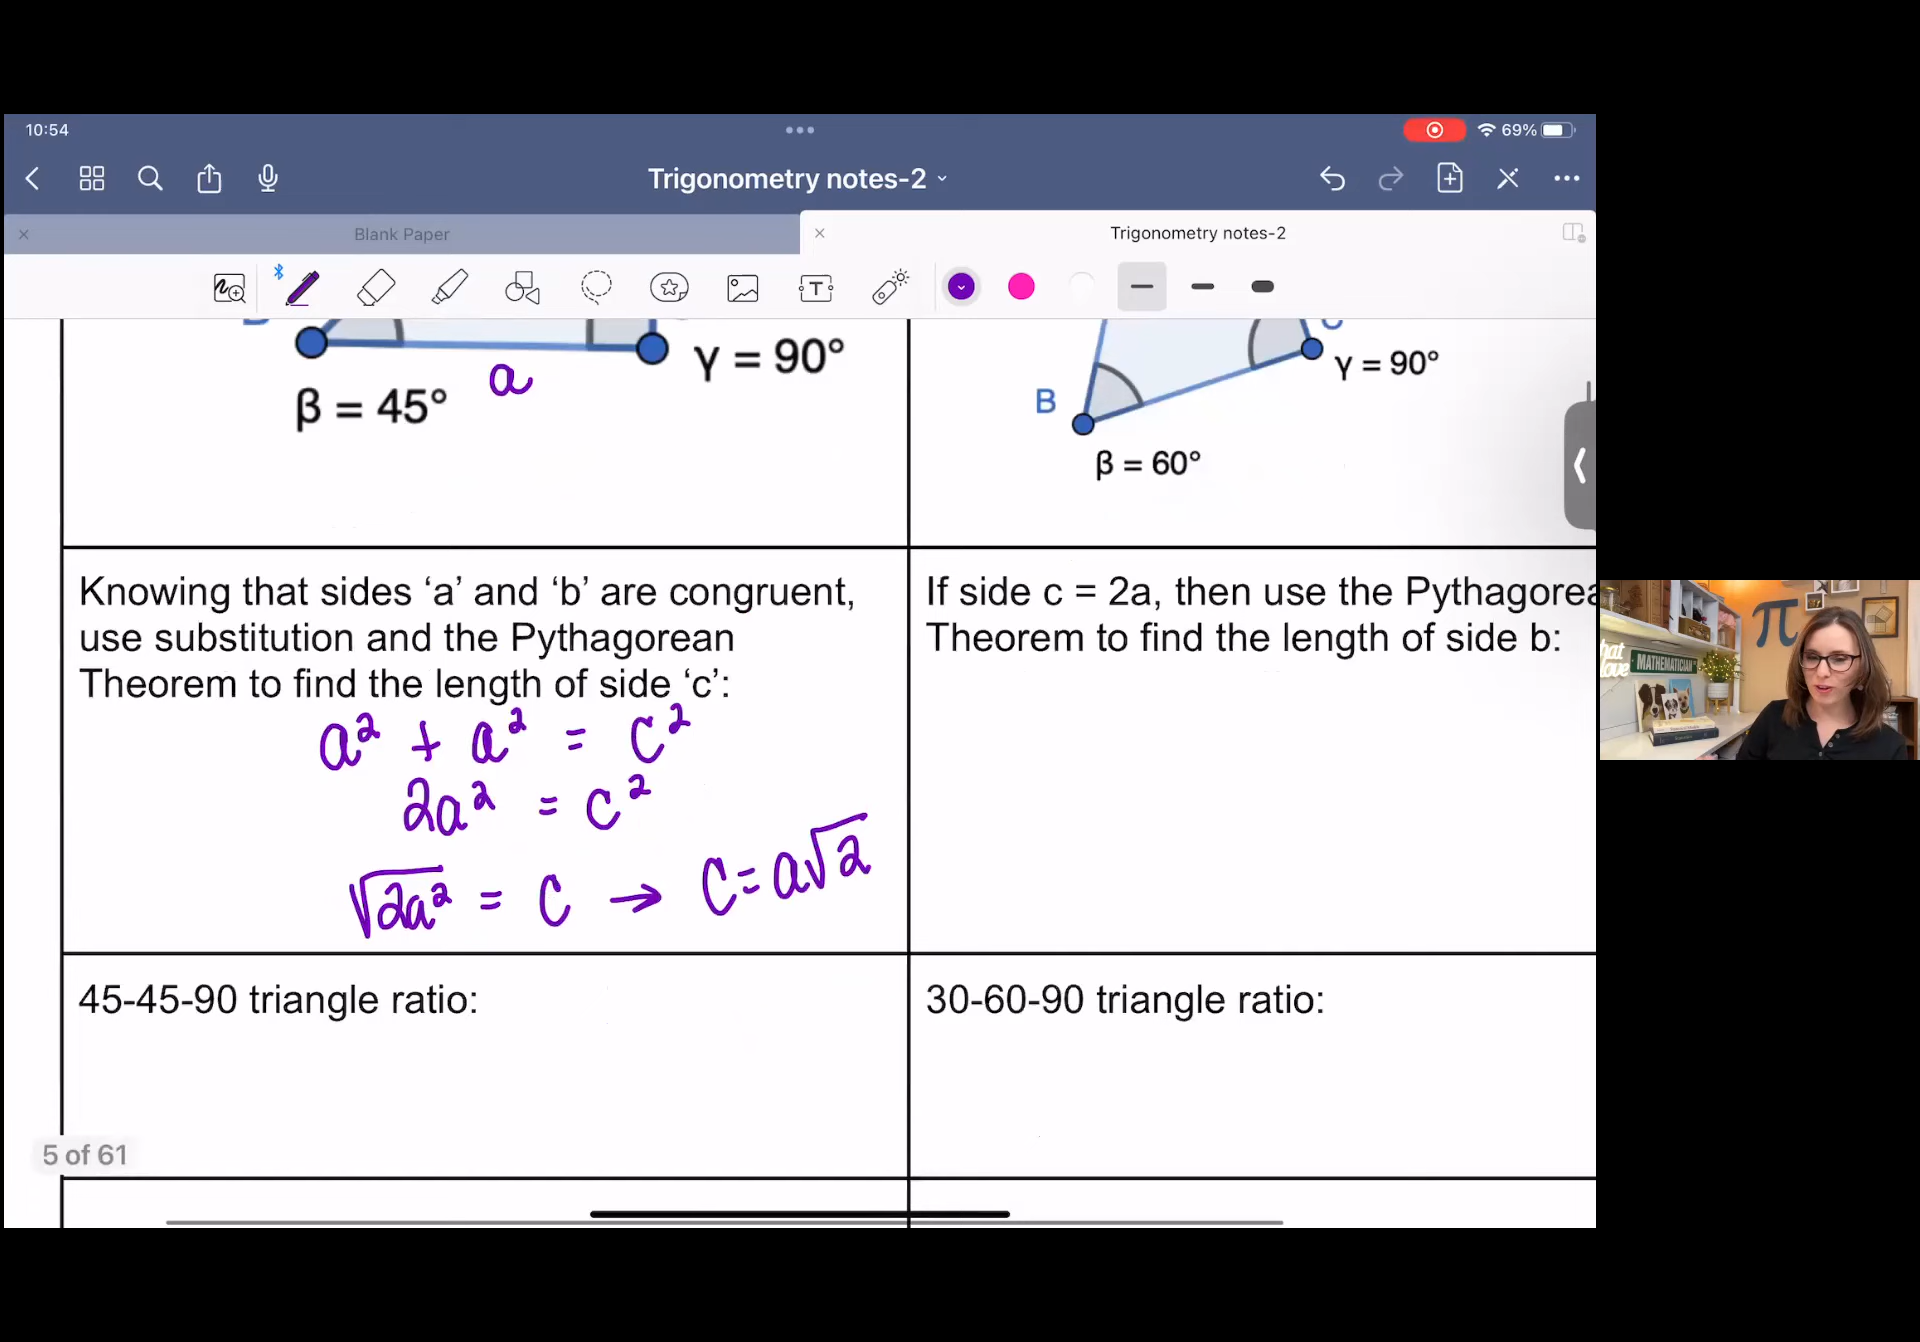 10:54
69%
Trigonometry notes-2
Blank Paper
Trigonometry notes-2
a
γ = 90°
β = 45°
B
γ = 90°
β = 60°
Knowing that sides ‘a’ and ‘b’ are congruent,
use substitution and the Pythagorean
Theorem to find the length of side ‘c’:
a² + a² = c²
2a² = c²
√2a² = C → C = a√2
If side c = 2a, then use the Pythagorea
Theorem to find the length of side b:
45-45-90 triangle ratio:
30-60-90 triangle ratio:
5 of 61
π
MATHEMATICIAN